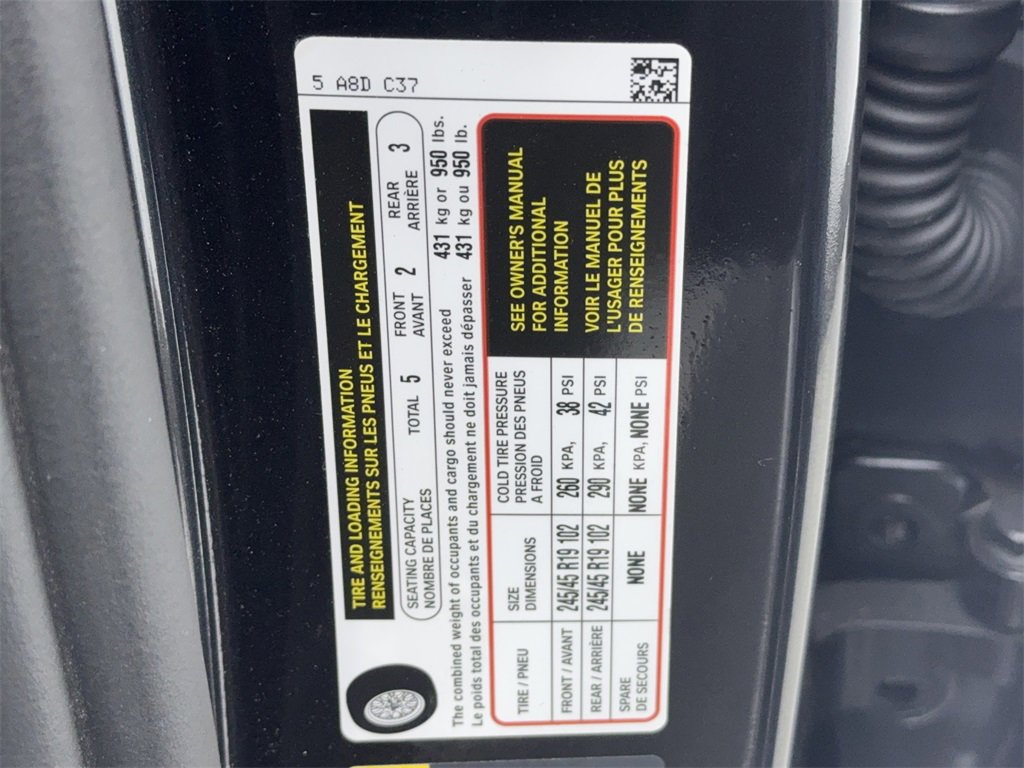 5 A8D C37
TIRE AND LOADING INFORMATION
RENSEIGNEMENTS SUR LES PNEUS ET LE CHARGEMENT
SEATING CAPACITY
NOMBRE DE PLACES
TOTAL 5
FRONT
AVANT 2
REAR
ARRIÈRE 3
The combined weight of occupants and cargo should never exceed 431 kg or 950 lbs.
Le poids total des occupants et du chargement ne doit jamais dépasser 431 kg ou 950 lb.
TIRE / PNEU
SIZE
DIMENSIONS
COLD TIRE PRESSURE
PRESSION DES PNEUS
A FROID
FRONT / AVANT 245/45 R19 102 260 KPA, 38 PSI
REAR / ARRIÈRE 245/45 R19 102 290 KPA, 42 PSI
SPARE
DE SECOURS
NONE NONE KPA, NONE PSI
SEE OWNER'S MANUAL
FOR ADDITIONAL
INFORMATION
VOIR LE MANUEL DE
L'USAGER POUR PLUS
DE RENSEIGNEMENTS